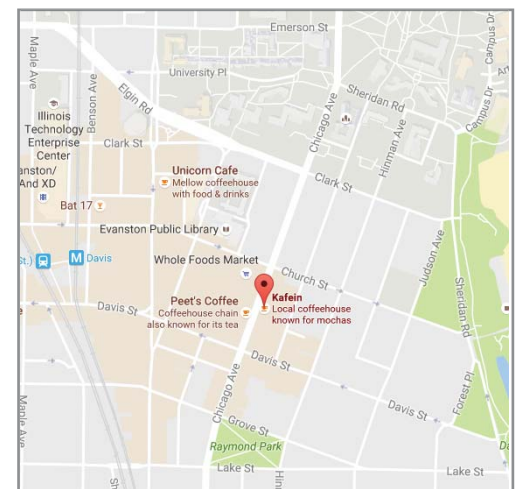 Emerson St
Maple Ave
Benson Ave
Elgin Rd
University Pl
Campus Dr
Sheridan Rd
Chicago Ave
Hinman Ave
Campus Dr
Illinois
Technology
Enterprise
Center
Clark St
Clark St
anston/
And XD
Unicorn Cafe
Mellow coffeehouse
with food & drinks
Bat 17
Evanston Public Library
Judson Ave
St.)
M Davis
Whole Foods Market
Church St
Sheridan Rd
Peet's Coffee
Coffeehouse chain
also known for its tea
Kafein
Local coffeehouse
known for mochas
Davis St
Davis St
Chicago Ave
Davis St
Forest Pl
Maple Ave
Grove St
Raymond Park
Lake St
Lake St